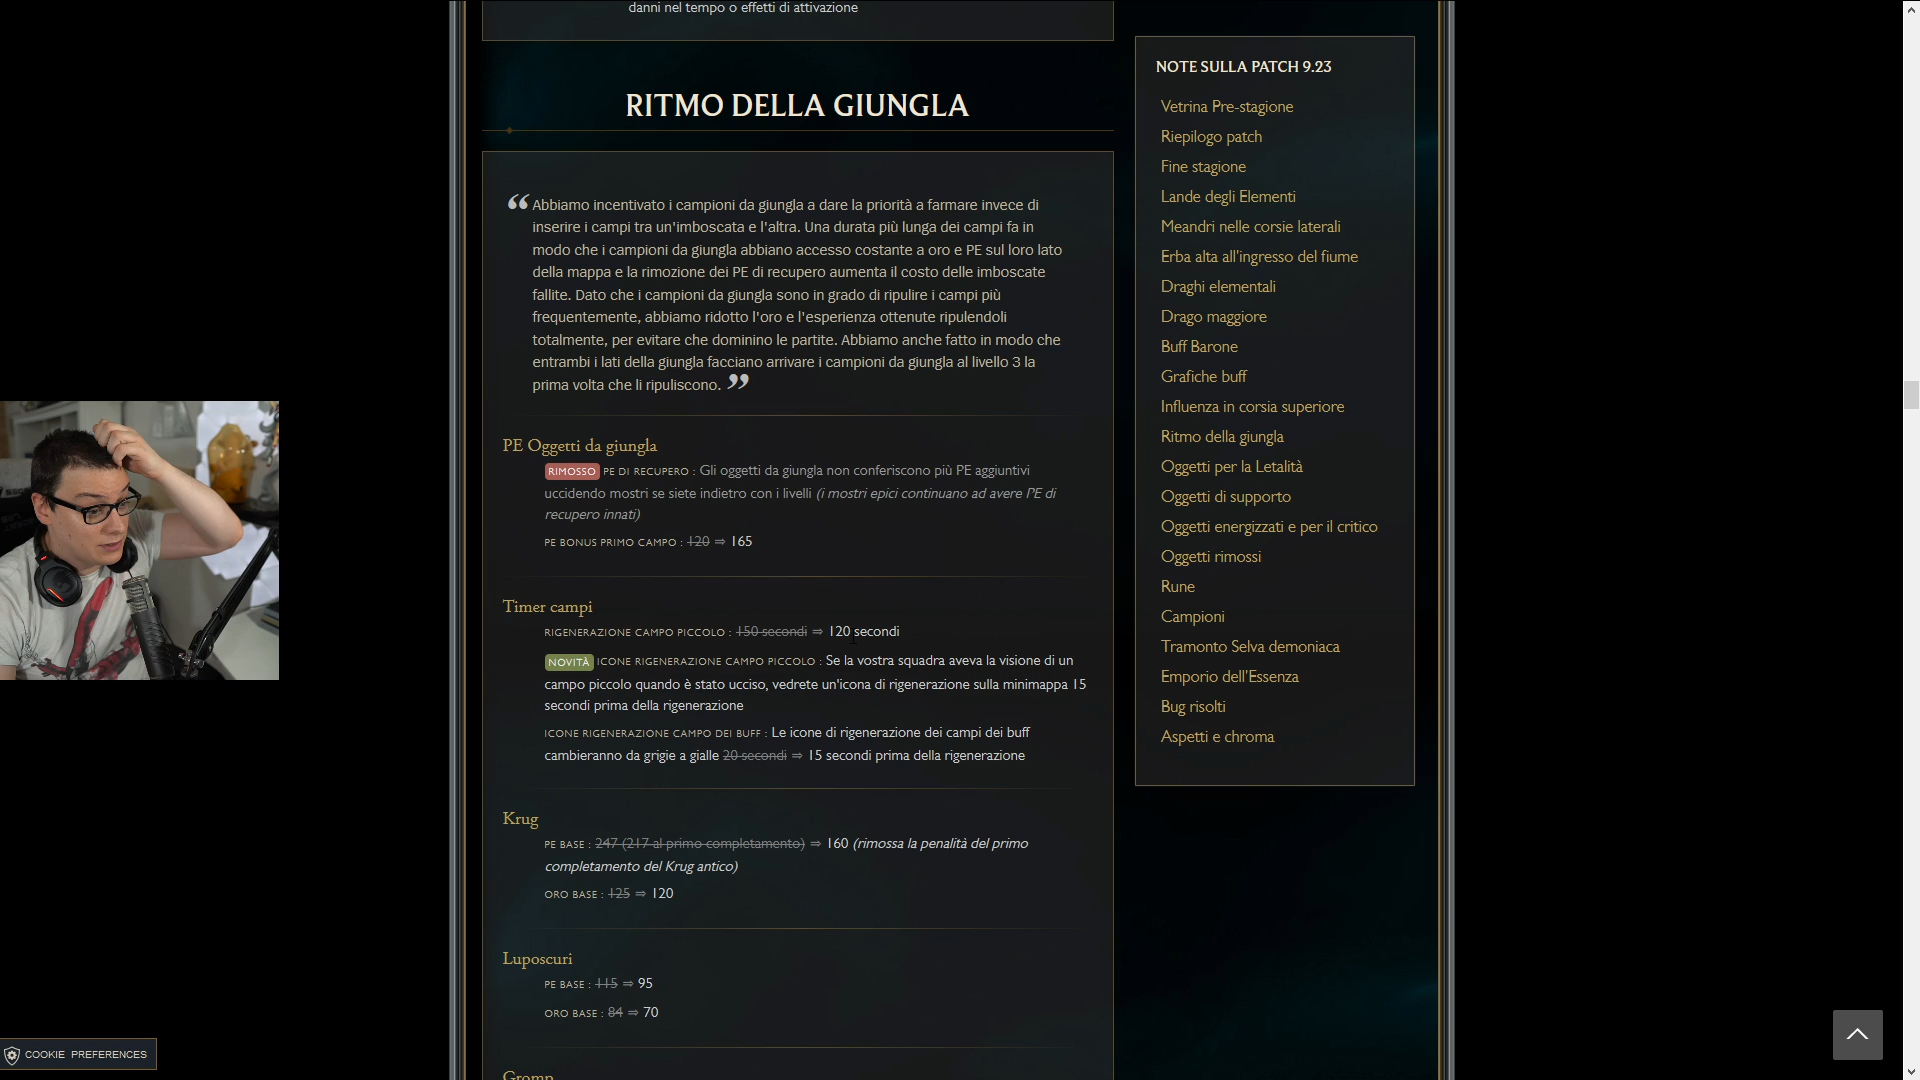 danni nel tempo o effetti di attivazione
RITMO DELLA GIUNGLA
“ Abbiamo incentivato i campioni da giungla a dare la priorità a farmare invece di
inserire i campi tra un'imboscata e l'altra. Una durata più lunga dei campi fa in
modo che i campioni da giungla abbiano accesso costante a oro e PE sul loro lato
della mappa e la rimozione dei PE di recupero aumenta il costo delle imboscate
fallite. Dato che i campioni da giungla sono in grado di ripulire i campi più
frequentemente, abbiamo ridotto l'oro e l'esperienza ottenute ripulendoli
totalmente, per evitare che dominino le partite. Abbiamo anche fatto in modo che
entrambi i lati della giungla facciano arrivare i campioni da giungla al livello 3 la
prima volta che li ripuliscono. ”
PE Oggetti da giungla
RIMOSSO PE DI RECUPERO : Gli oggetti da giungla non conferiscono più PE aggiuntivi
uccidendo mostri se siete indietro con i livelli (i mostri epici continuano ad avere PE di
recupero innati)
PE BONUS PRIMO CAMPO : 120 ⇒ 165
Timer campi
RIGENERAZIONE CAMPO PICCOLO : 150 secondi ⇒ 120 secondi
NOVITÀ ICONE RIGENERAZIONE CAMPO PICCOLO : Se la vostra squadra aveva la visione di un
campo piccolo quando è stato ucciso, vedrete un'icona di rigenerazione sulla minimappa 15
secondi prima della rigenerazione
ICONE RIGENERAZIONE CAMPO DEI BUFF : Le icone di rigenerazione dei campi dei buff
cambieranno da grigie a gialle 20 secondi ⇒ 15 secondi prima della rigenerazione
Krug
PE BASE : 247 (217 al primo completamento) ⇒ 160 (rimossa la penalità del primo
completamento del Krug antico)
ORO BASE : 125 ⇒ 120
Luposcuri
PE BASE : 115 ⇒ 95
ORO BASE : 84 ⇒ 70
Gromp
NOTE SULLA PATCH 9.23
Vetrina Pre-stagione
Riepilogo patch
Fine stagione
Lande degli Elementi
Meandri nelle corsie laterali
Erba alta all'ingresso del fiume
Draghi elementali
Drago maggiore
Buff Barone
Grafiche buff
Influenza in corsia superiore
Ritmo della giungla
Oggetti per la Letalità
Oggetti di supporto
Oggetti energizzati e per il critico
Oggetti rimossi
Rune
Campioni
Tramonto Selva demoniaca
Emporio dell'Essenza
Bug risolti
Aspetti e chroma
COOKIE PREFERENCES